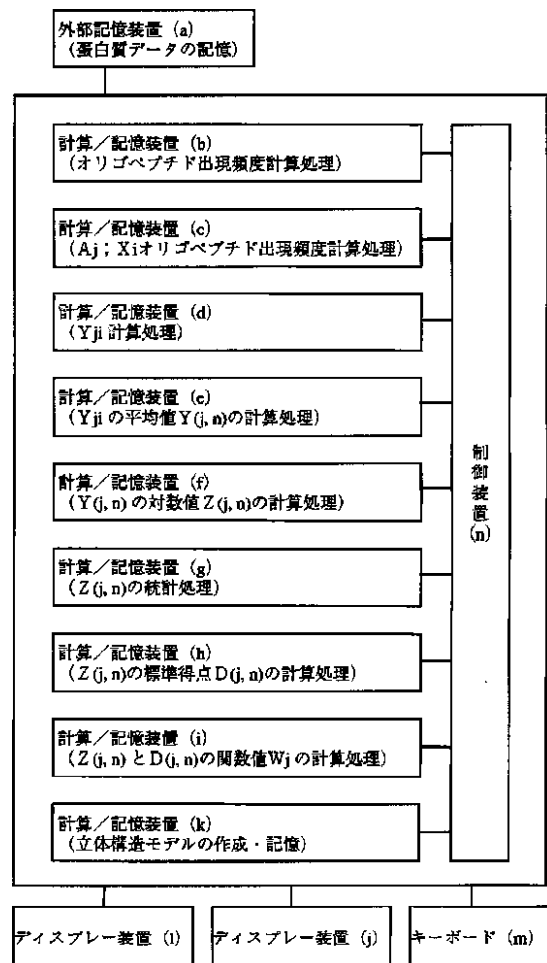 外部記憶装置 (a)
(蛋白質データの記憶)
計算／記憶装置 (b)
(オリゴペプチド出現頻度計算処理)
計算／記憶装置 (c)
(Aj；Xiオリゴペプチド出現頻度計算処理)
計算／記憶装置 (d)
(Yji 計算処理)
計算／記憶装置 (e)
(Yji の平均値Y(j, n)の計算処理)
計算／記憶装置 (f)
(Y(j, n) の対数値Z(j, n)の計算処理)
計算／記憶装置 (g)
(Z(j, n)の統計処理)
計算／記憶装置 (h)
(Z(j, n)の標準得点D(j, n)の計算処理)
計算／記憶装置 (i)
(Z(j, n) とD(j, n)の関数値Wj の計算処理)
計算／記憶装置 (k)
(立体構造モデルの作成・記憶)
制御装置(n)
ディスプレー装置 (l)
ディスプレー装置 (j)
キーボード (m)